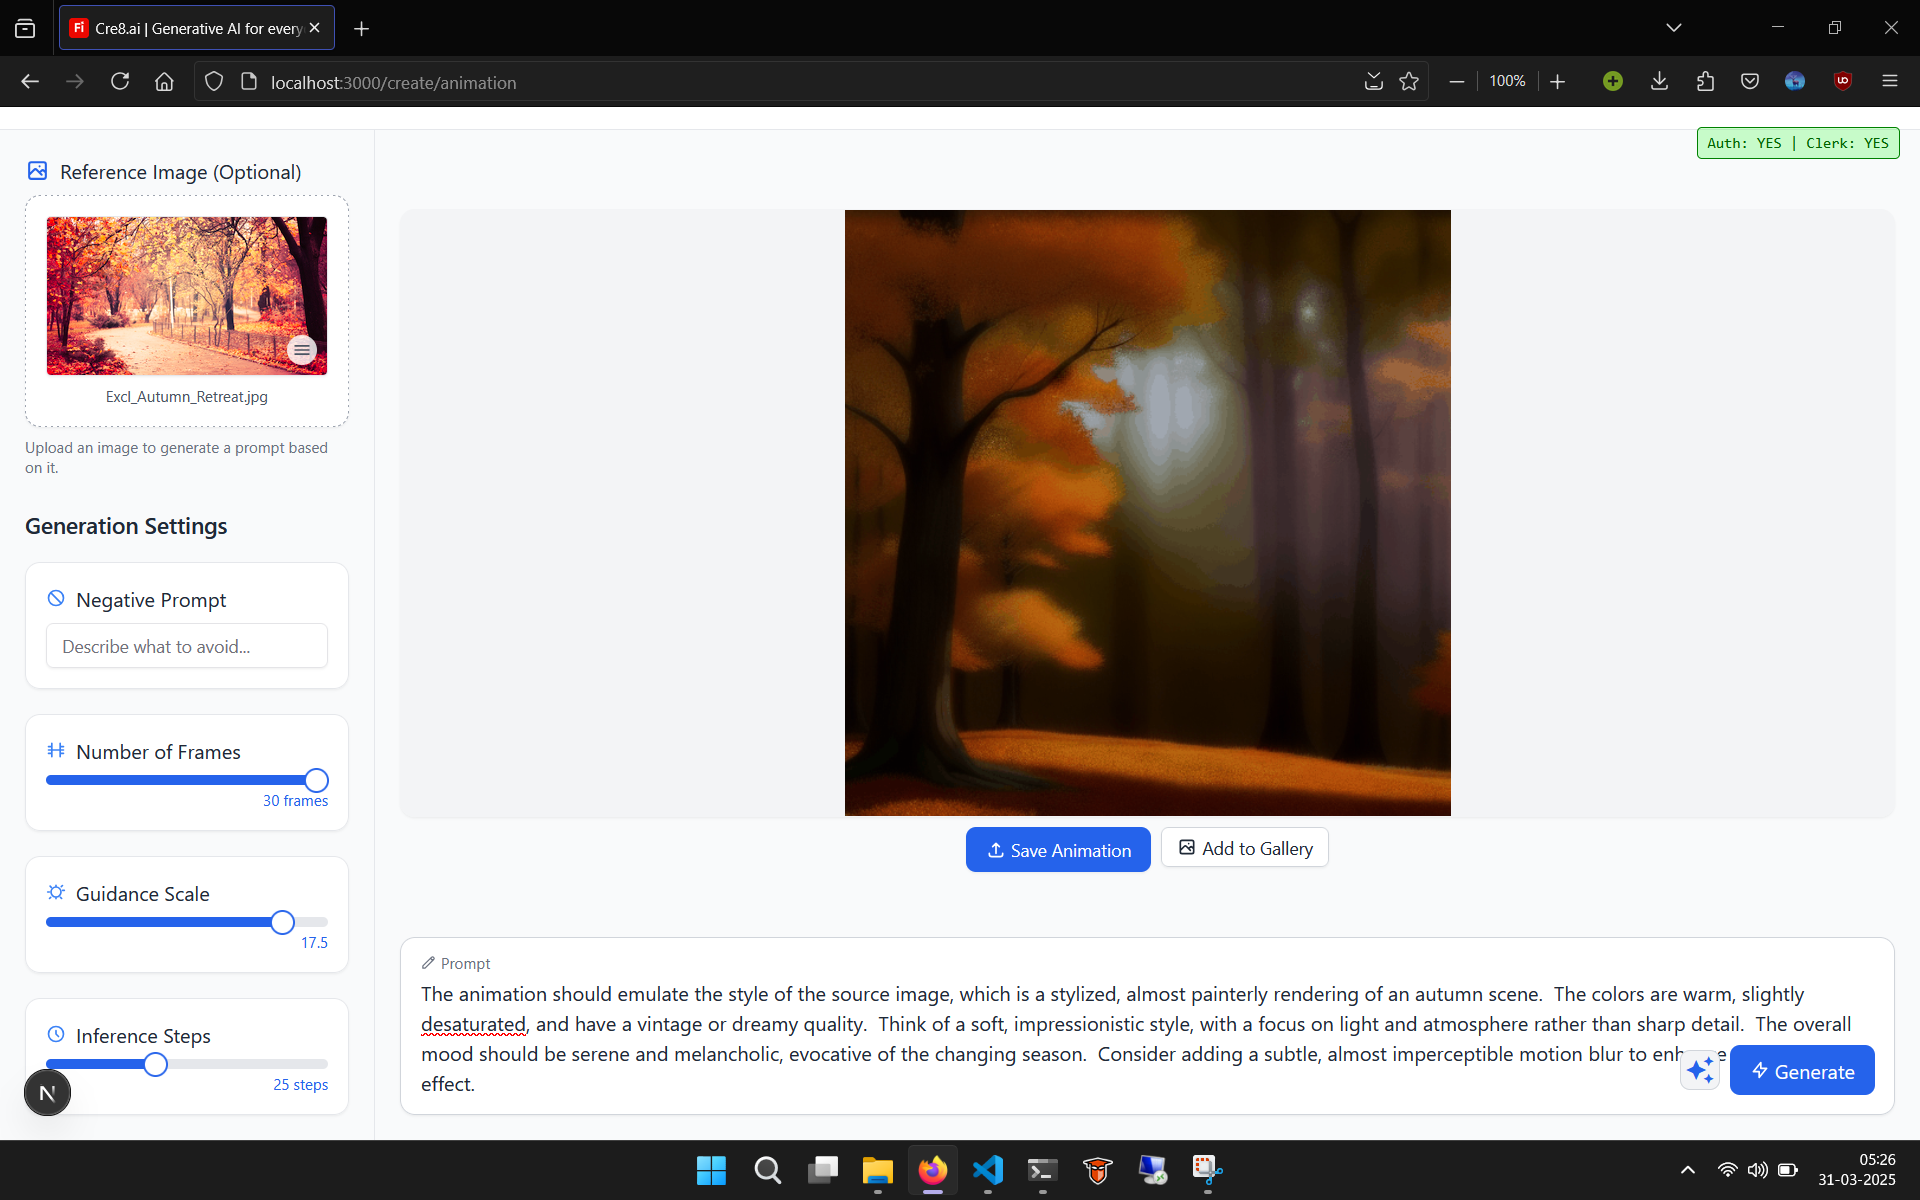 Fi
Cre8.ai | Generative AI for every
localhost:3000/create/animation
100%
UD
Auth: YES | Clerk: YES
Reference Image (Optional)
Excl_Autumn_Retreat.jpg
Upload an image to generate a prompt based
on it.
Generation Settings
Negative Prompt
Describe what to avoid...
Number of Frames
30 frames
Guidance Scale
17.5
Inference Steps
25 steps
N
Save Animation
Add to Gallery
Prompt
The animation should emulate the style of the source image, which is a stylized, almost painterly rendering of an autumn scene.  The colors are warm, slightly
desaturated, and have a vintage or dreamy quality.  Think of a soft, impressionistic style, with a focus on light and atmosphere rather than sharp detail.  The overall
mood should be serene and melancholic, evocative of the changing season.  Consider adding a subtle, almost imperceptible motion blur to
effect.
Generate
05:26
31-03-2025